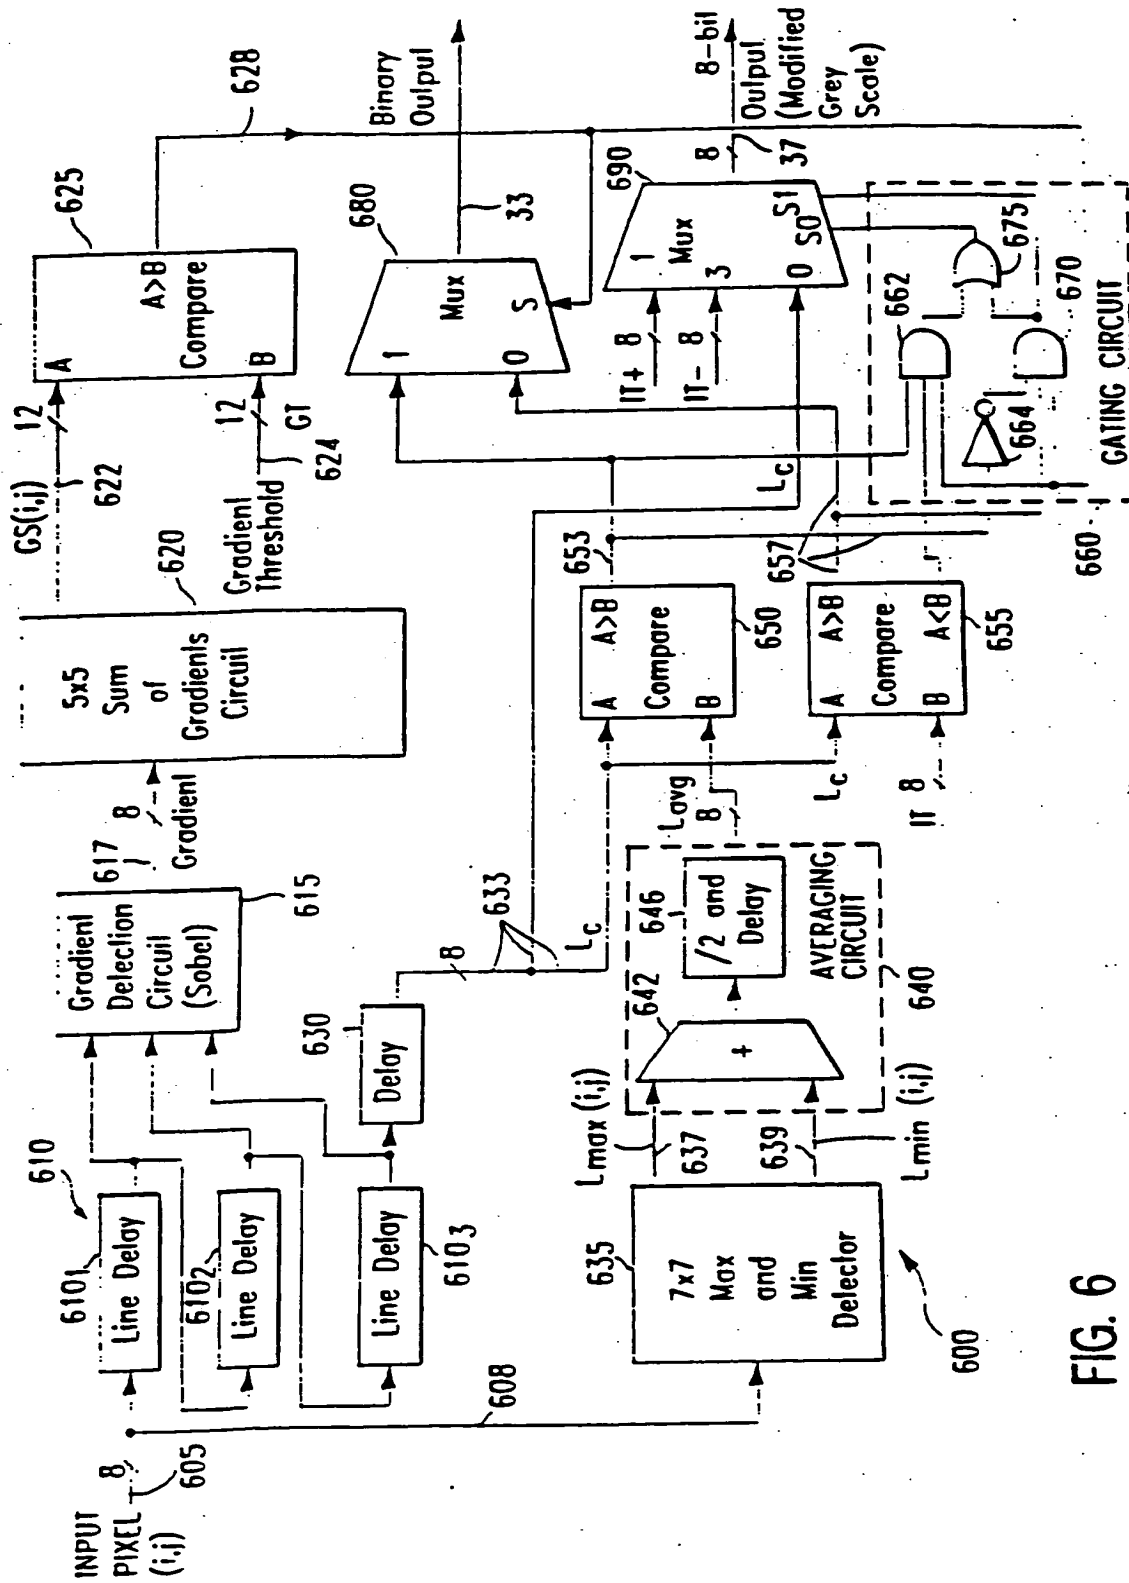 INPUT
PIXEL
(i,j)
8
605
608
610
6101
Line Delay
6102
Line Delay
6103
Line Delay
Gradient
Detection
Circuit
(Sobel)
615
617
8
Gradient
5x5
Sum
of
Gradients
Circuit
620
GS(i,j)
12
622
Gradient
Threshold
12
GT
624
A
B
A>B
Compare
625
628
630
Delay
8
633
LC
635
7x7
Max
and
Min
Detector
600
Lmax (i,j)
637
639
Lmin (i,j)
642
+
646
/2 and
Delay
AVERAGING
CIRCUIT
640
Lavg
8
A
B
A>B
Compare
650
653
LC
8
IT
A
B
A>B
A<B
Compare
655
657
LC
1
0
Mux
S
680
33
Binary
Output
IT+ 8
IT- 8
1
3
0
Mux
S0
S1
690
8
37
8-bit
Output
(Modified
Grey
Scale)
660
662
664
670
675
GATING CIRCUIT
FIG. 6